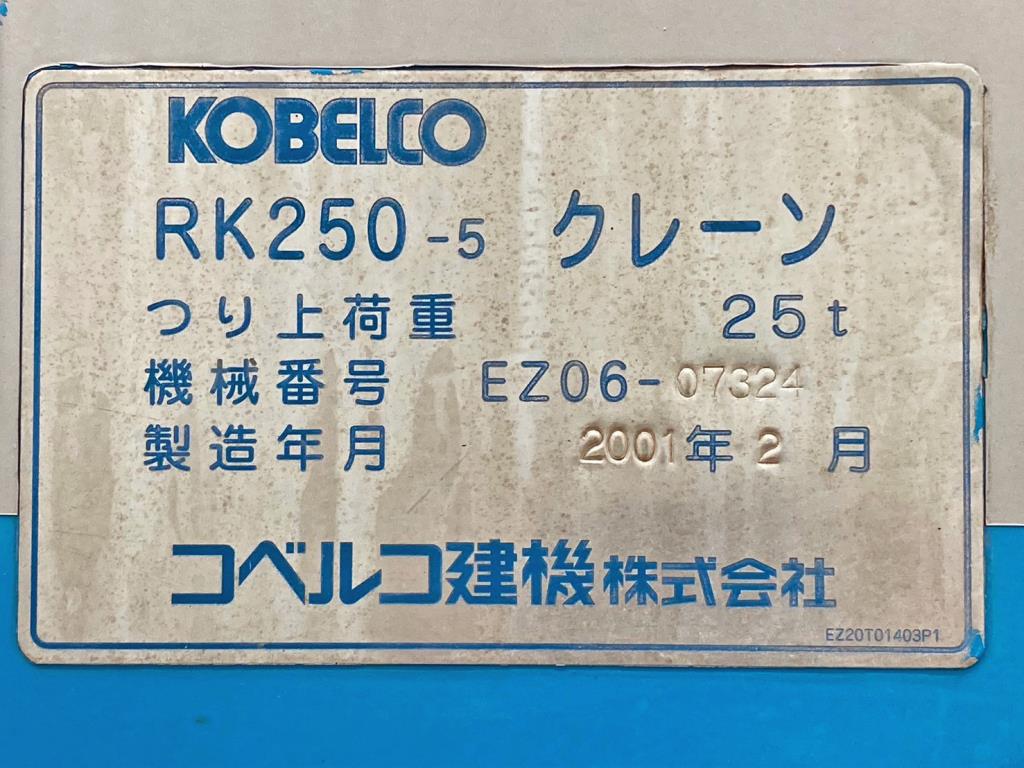 KOBELCO
RK250-5 クレーン
つり上荷重 25t
機械番号 EZ06-07324
製造年月 2001年2月
コベルコ建機株式会社
EZ20T01403P1